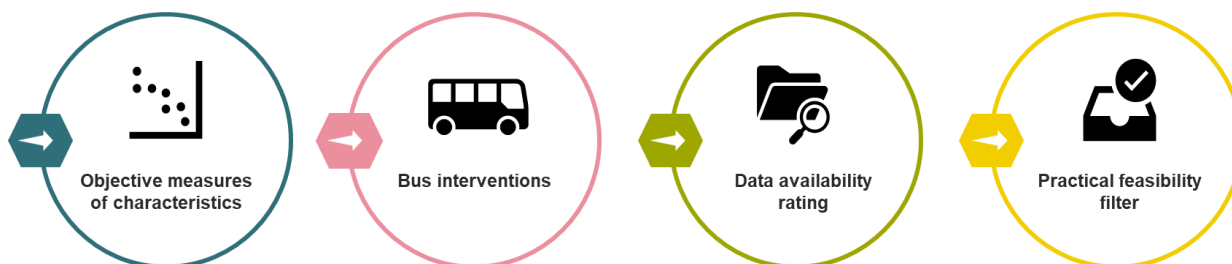 Objective measures
of characteristics
Bus interventions
Data availability
rating
Practical feasibility
filter